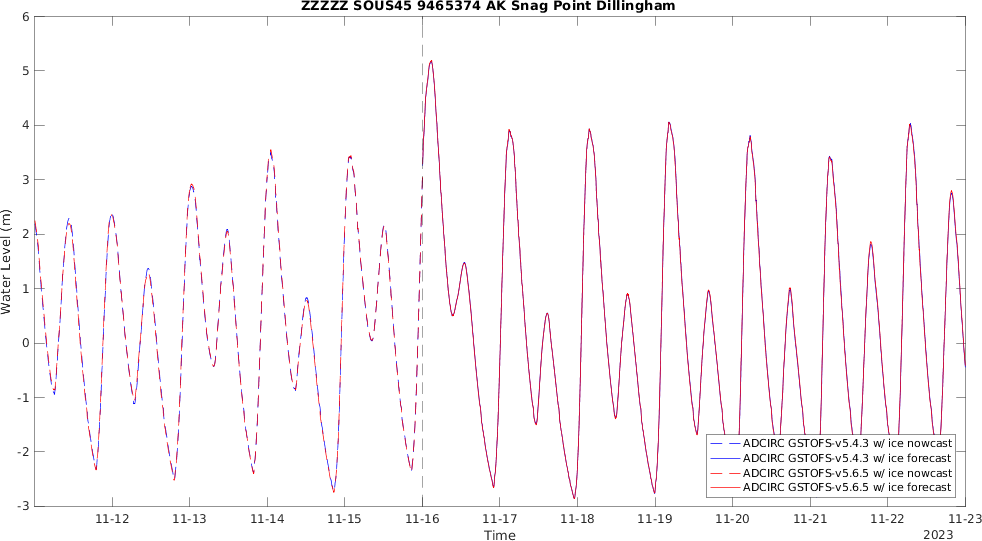 ZZZZZ SOUS45 9465374 AK Snag Point Dillingham
6
5
4
3
2
1
0
-1
-2
-3
Water Level (m)
ADCIRC GSTOFS-v5.4.3 w/ ice nowcast
ADCIRC GSTOFS-v5.4.3 w/ ice forecast
ADCIRC GSTOFS-v5.6.5 w/ ice nowcast
ADCIRC GSTOFS-v5.6.5 w/ ice forecast
11-12 11-13 11-14 11-15 11-16 11-17 11-18 11-19 11-20 11-21 11-22 11-23
Time 2023